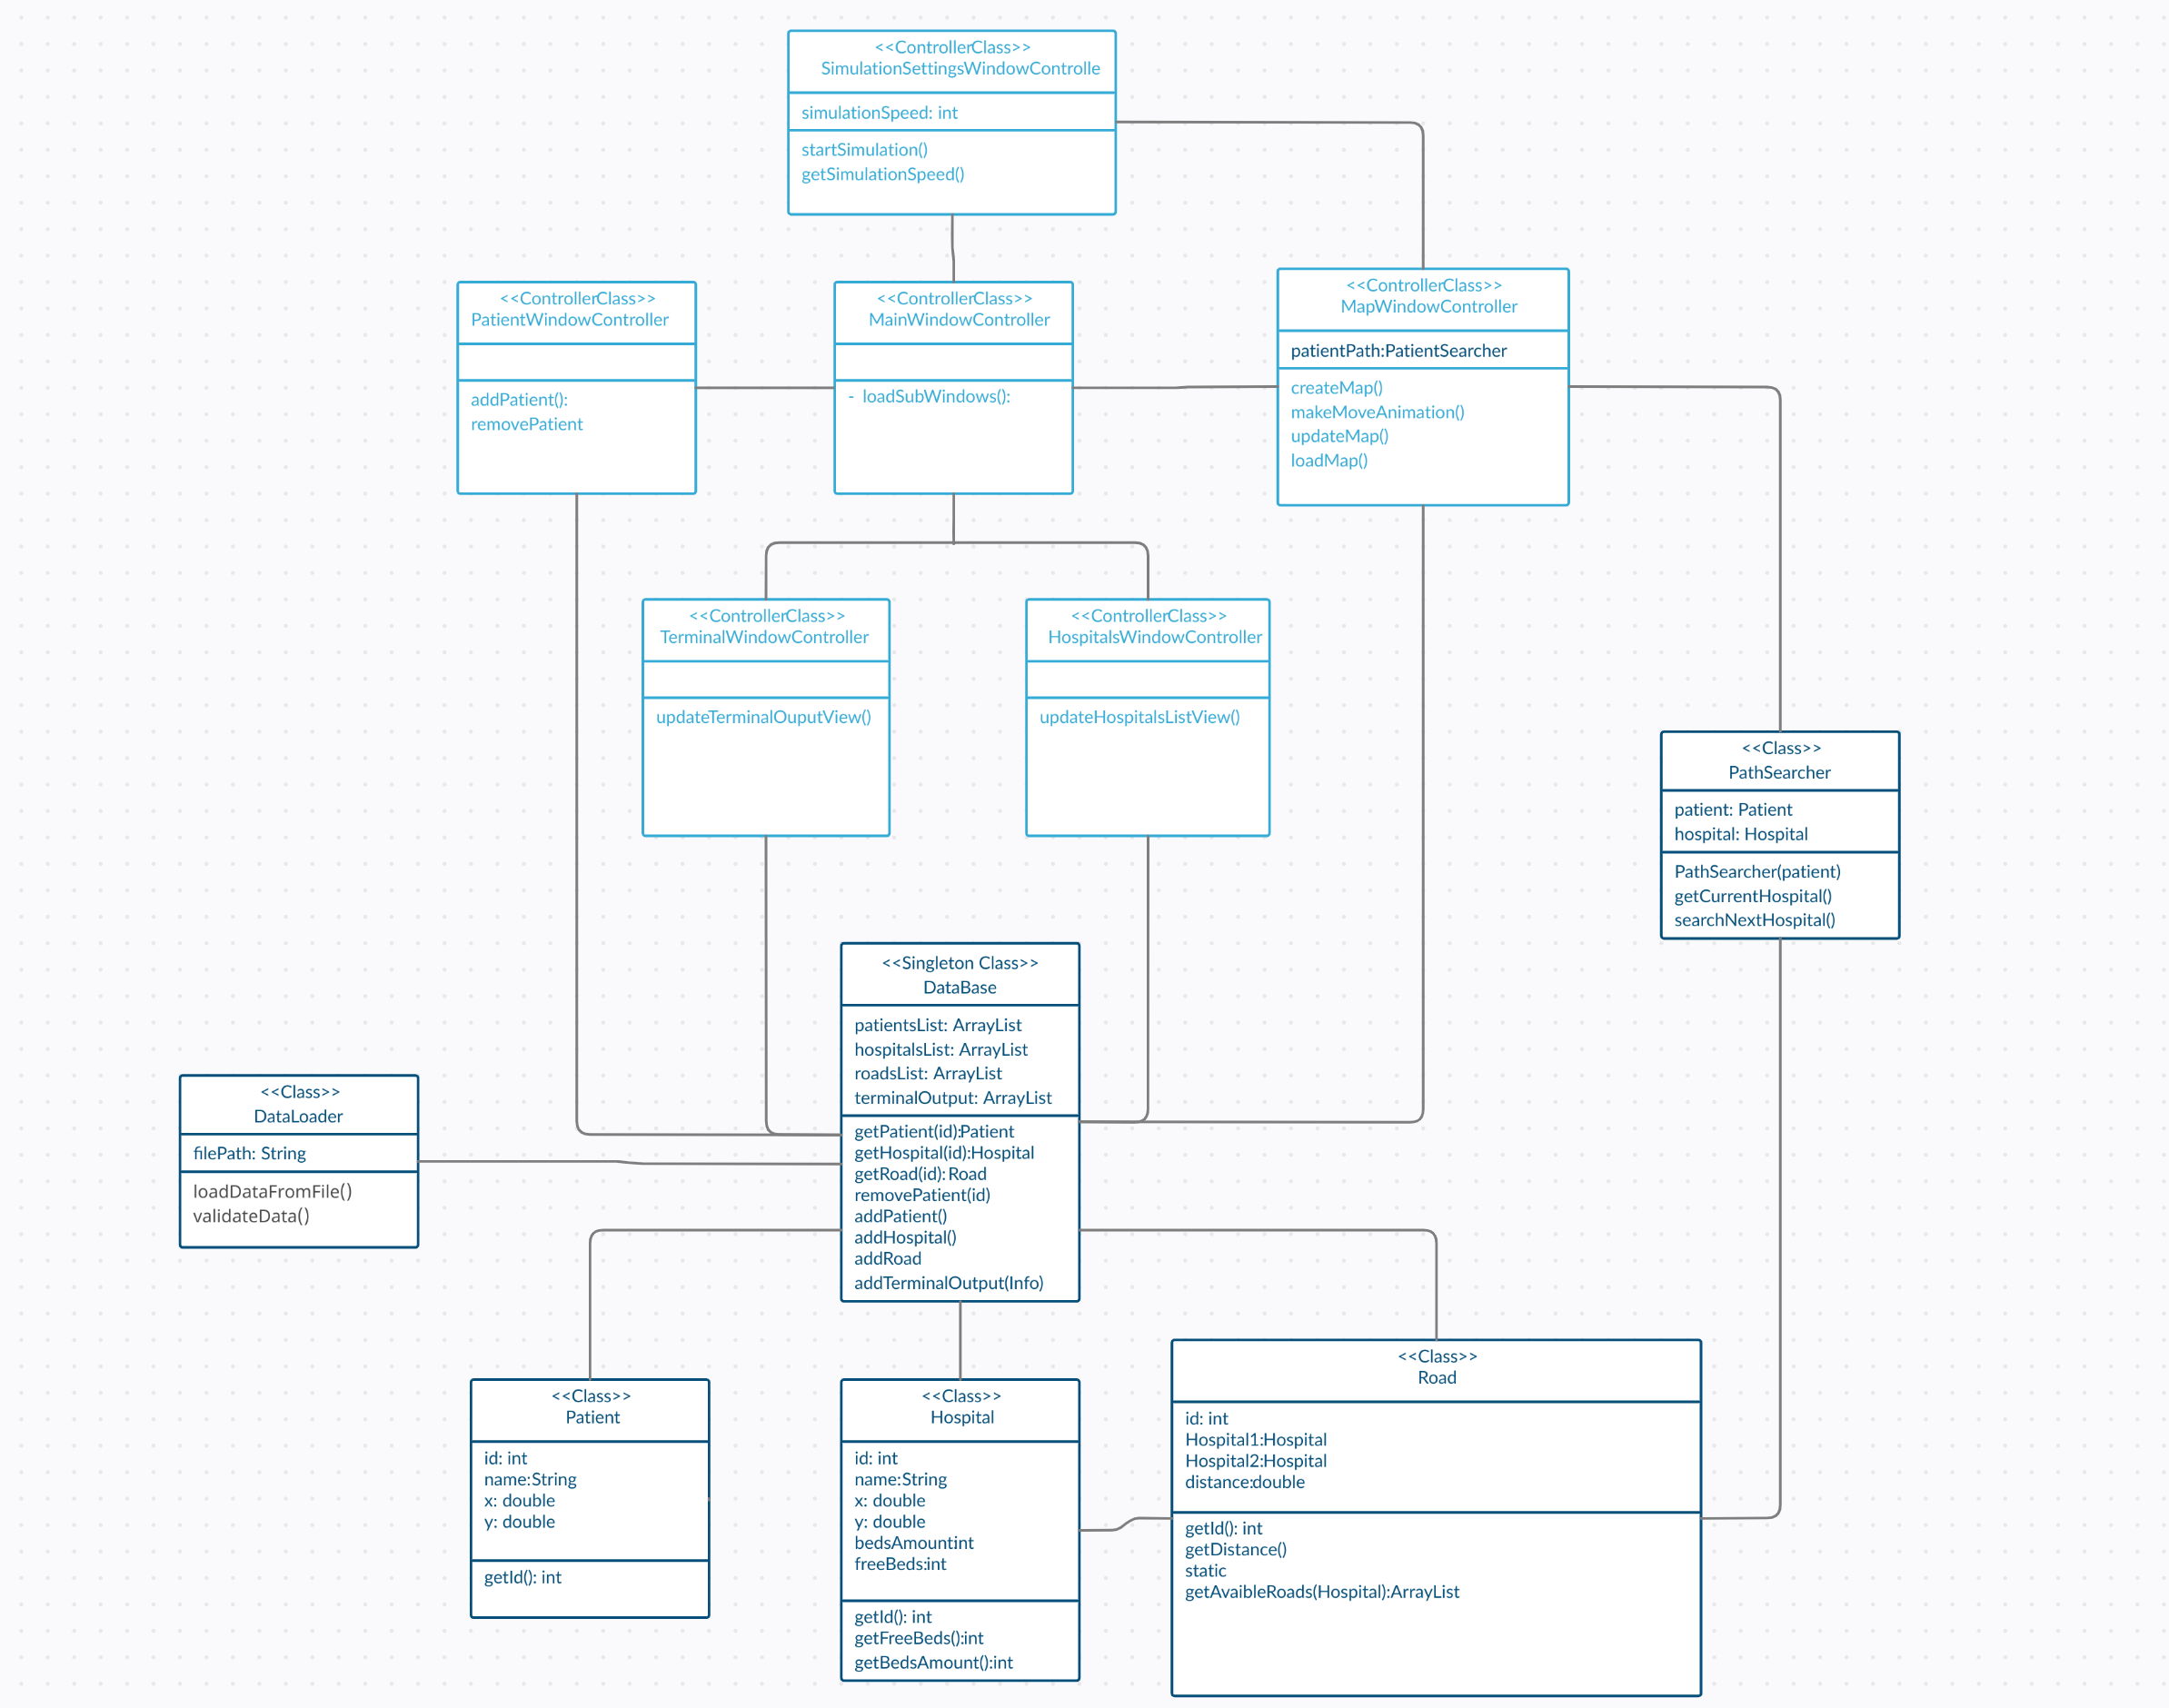 <<ControllerClass>>
SimulationSettingsWindowControlle
simulationSpeed: int
startSimulation()
getSimulationSpeed()
<<ControllerClass>>
PatientWindowController
addPatient():
removePatient
<<ControllerClass>>
MainWindowController
- loadSubWindows():
<<ControllerClass>>
MapWindowController
patientPath:PatientSearcher
createMap()
makeMoveAnimation()
updateMap()
loadMap()
<<ControllerClass>>
TerminalWindowController
updateTerminalOuputView()
<<ControllerClass>>
HospitalsWindowController
updateHospitalsListView()
<<Class>>
PathSearcher
patient: Patient
hospital: Hospital
PathSearcher(patient)
getCurrentHospital()
searchNextHospital()
<<Singleton Class>>
DataBase
patientsList: ArrayList
hospitalsList: ArrayList
roadsList: ArrayList
terminalOutput: ArrayList
getPatient(id):Patient
getHospital(id):Hospital
getRoad(id): Road
removePatient(id)
addPatient()
addHospital()
addRoad
addTerminalOutput(Info)
<<Class>>
DataLoader
filePath: String
loadDataFromFile()
validateData()
<<Class>>
Patient
id: int
name:String
x: double
y: double
getId(): int
<<Class>>
Hospital
id: int
name:String
x: double
y: double
bedsAmount:int
freeBeds:int
getId(): int
getFreeBeds():int
getBedsAmount():int
<<Class>>
Road
id: int
Hospital1:Hospital
Hospital2:Hospital
distance:double
getId(): int
getDistance()
static
getAvaibleRoads(Hospital):ArrayList